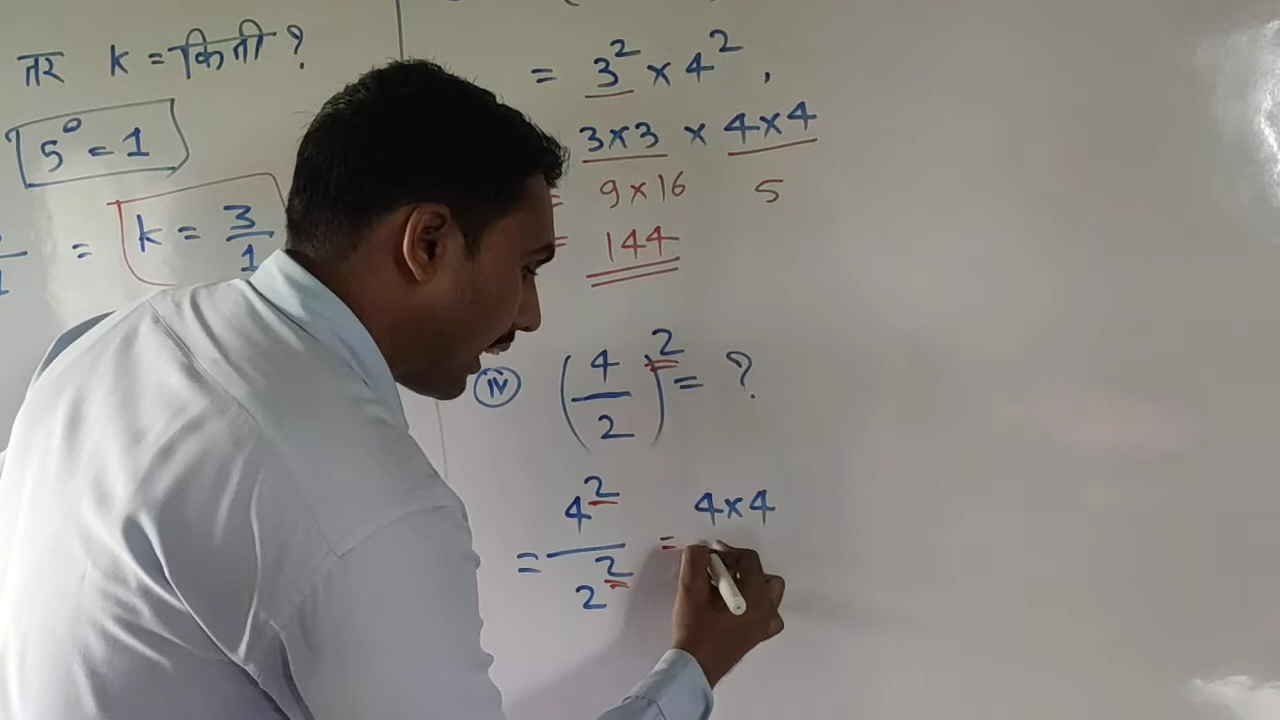 तर k = किती ?
5⁰ = 1
= k = 3/1
= 3² × 4² ,
3×3 × 4×4
= 9×16 5
= 144
(iv) (4/2)² = ?
= 4²/2² = 4×4